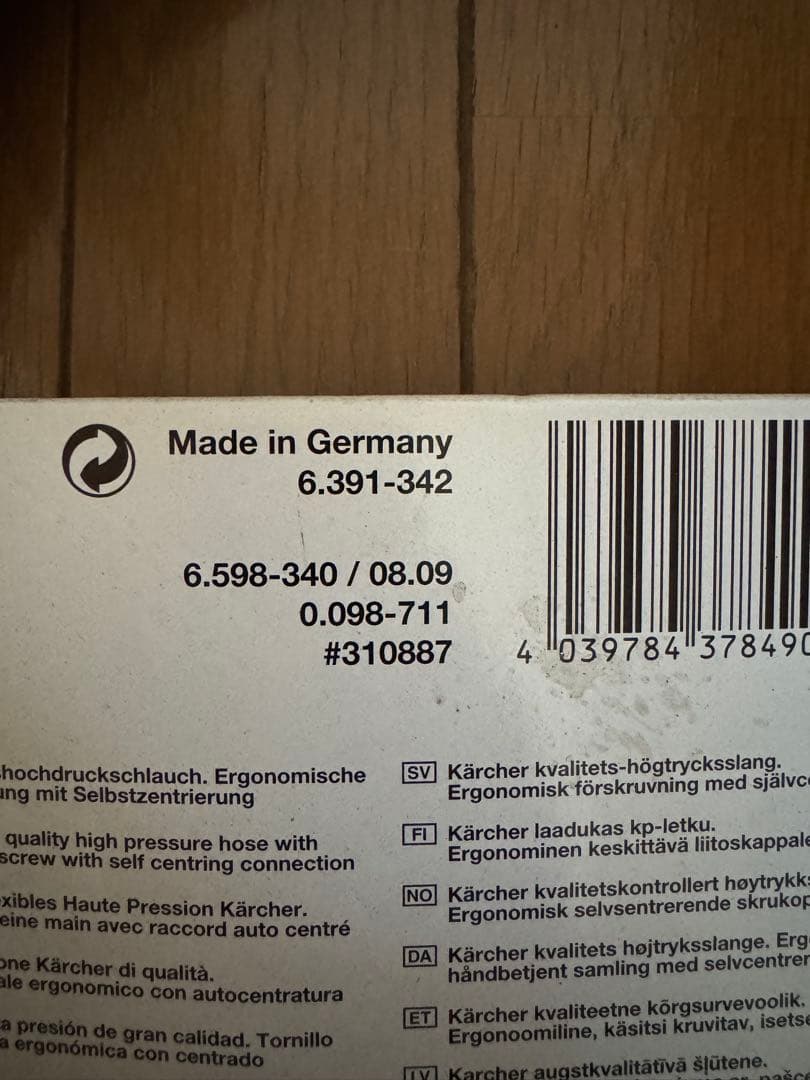 Made in Germany
6.391-342
6.598-340 / 08.09
0.098-711
#310887
4 039784 378490
hochdruckschlauch. Ergonomische
ung mit Selbstzentrierung
quality high pressure hose with
screw with self centring connection
xibles Haute Pression Kärcher.
eine main avec raccord auto centré
one Kärcher di qualità.
ale ergonomico con autocentratura
a presión de gran calidad. Tornillo
a ergonómica con centrado
SV Kärcher kvalitets-högtrycksslang.
Ergonomisk förskruvning med självc
FI Kärcher laadukas kp-letku.
Ergonominen keskittävä liitoskappale
NO Kärcher kvalitetskontrollert høytrykk
Ergonomisk selvsentrerende skrukop
DA Kärcher kvalitets højtryksslange. Erg
håndbetjent samling med selvcentrer
ET Kärcher kvaliteetne kõrgsurvevoolik.
Ergonoomiline, käsitsi kruvitav, isetse
LV Kärcher augstkvalitātīvā šļūtene.